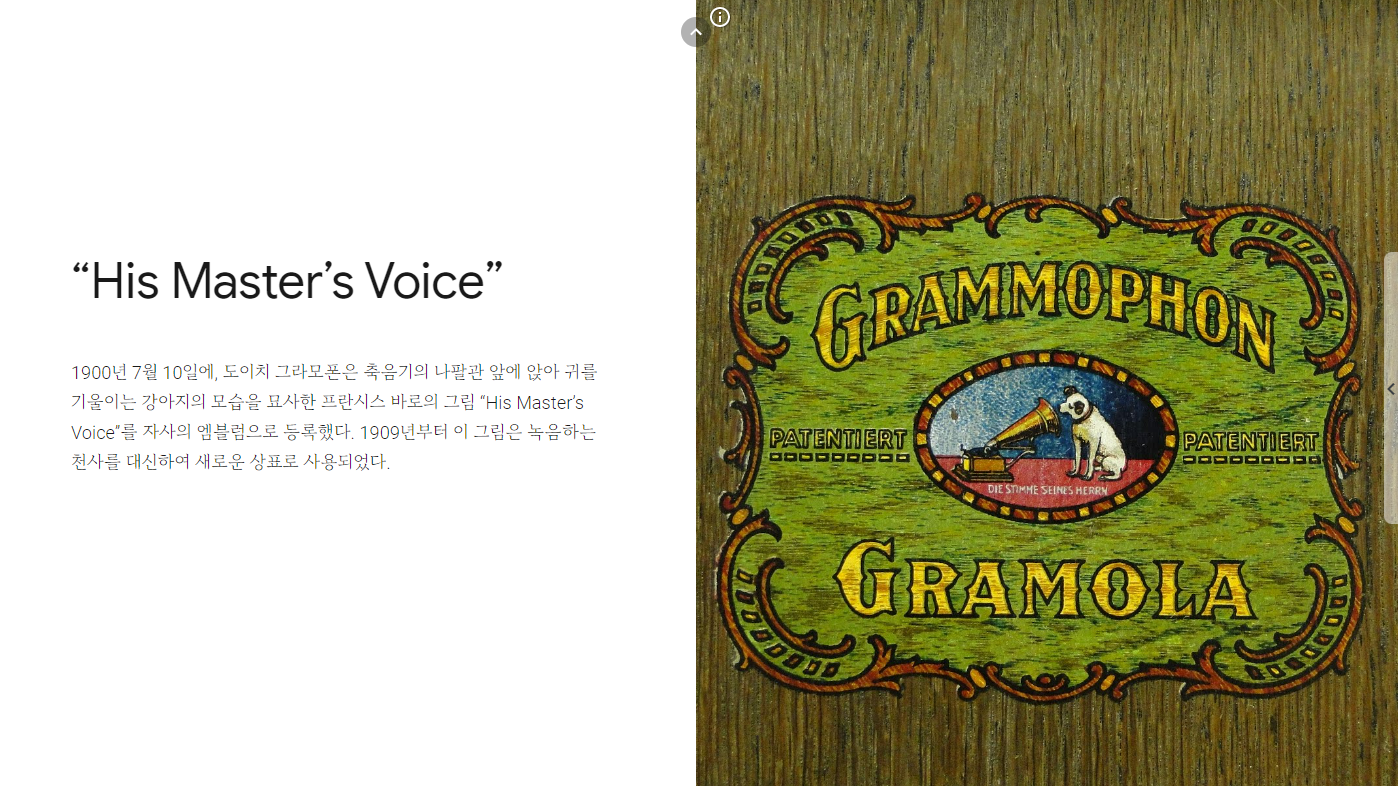 “His Master’s Voice”
1900년 7월 10일에, 도이치 그라모폰은 축음기의 나팔관 앞에 앉아 귀를
기울이는 강아지의 모습을 묘사한 프란시스 바로의 그림 “His Master’s
Voice”를 자사의 엠블럼으로 등록했다. 1909년부터 이 그림은 녹음하는
천사를 대신하여 새로운 상표로 사용되었다.
GRAMMOPHON
PATENTIERT
PATENTIERT
DIE STIMME SEINES HERRN
GRAMOLA